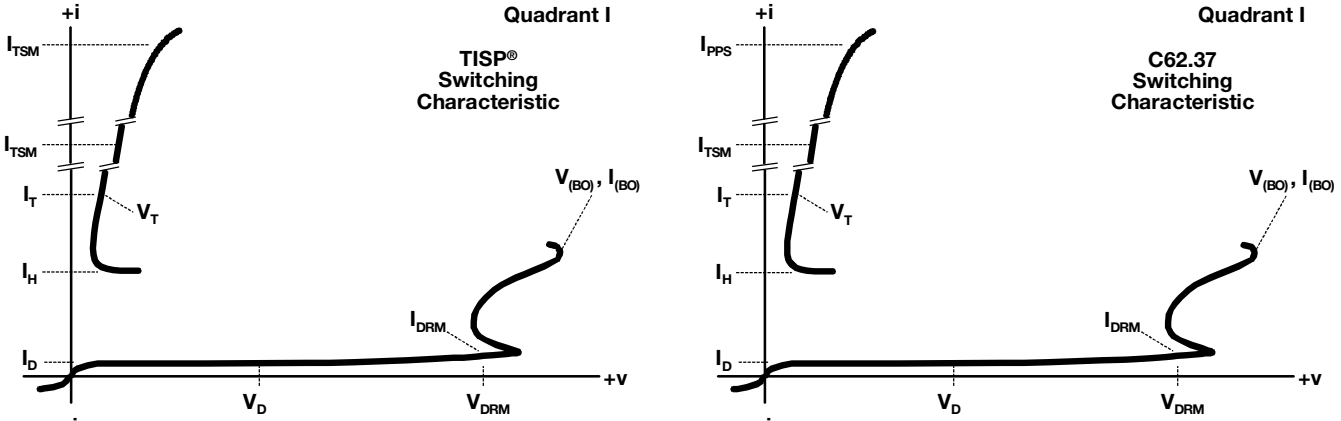 +i
Quadrant I
I_TSM
TISP®
Switching
Characteristic
I_TSM
V_(BO), I_(BO)
I_T
V_T
I_H
I_DRM
I_D
+v
V_D
V_DRM
+i
Quadrant I
I_PPS
C62.37
Switching
Characteristic
I_TSM
V_(BO), I_(BO)
I_T
V_T
I_H
I_DRM
I_D
+v
V_D
V_DRM